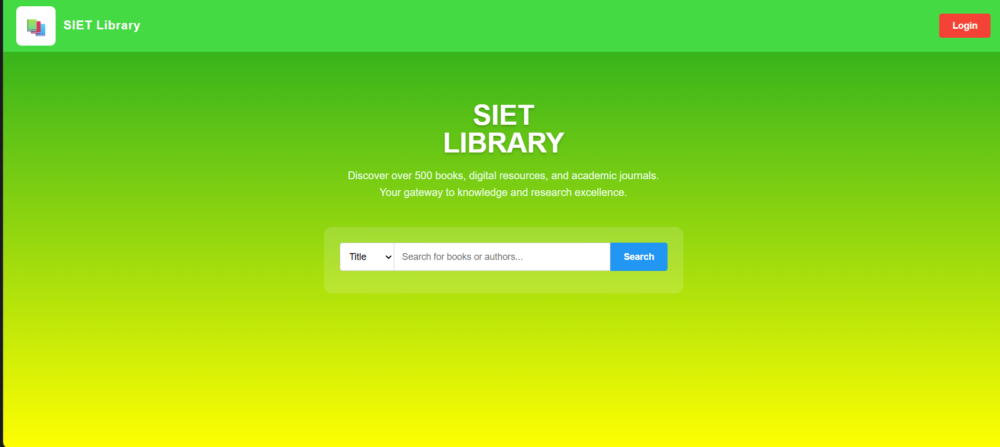 SIET Library
Login
SIET
LIBRARY
Discover over 500 books, digital resources, and academic journals.
Your gateway to knowledge and research excellence.
Title
Search for books or authors...
Search